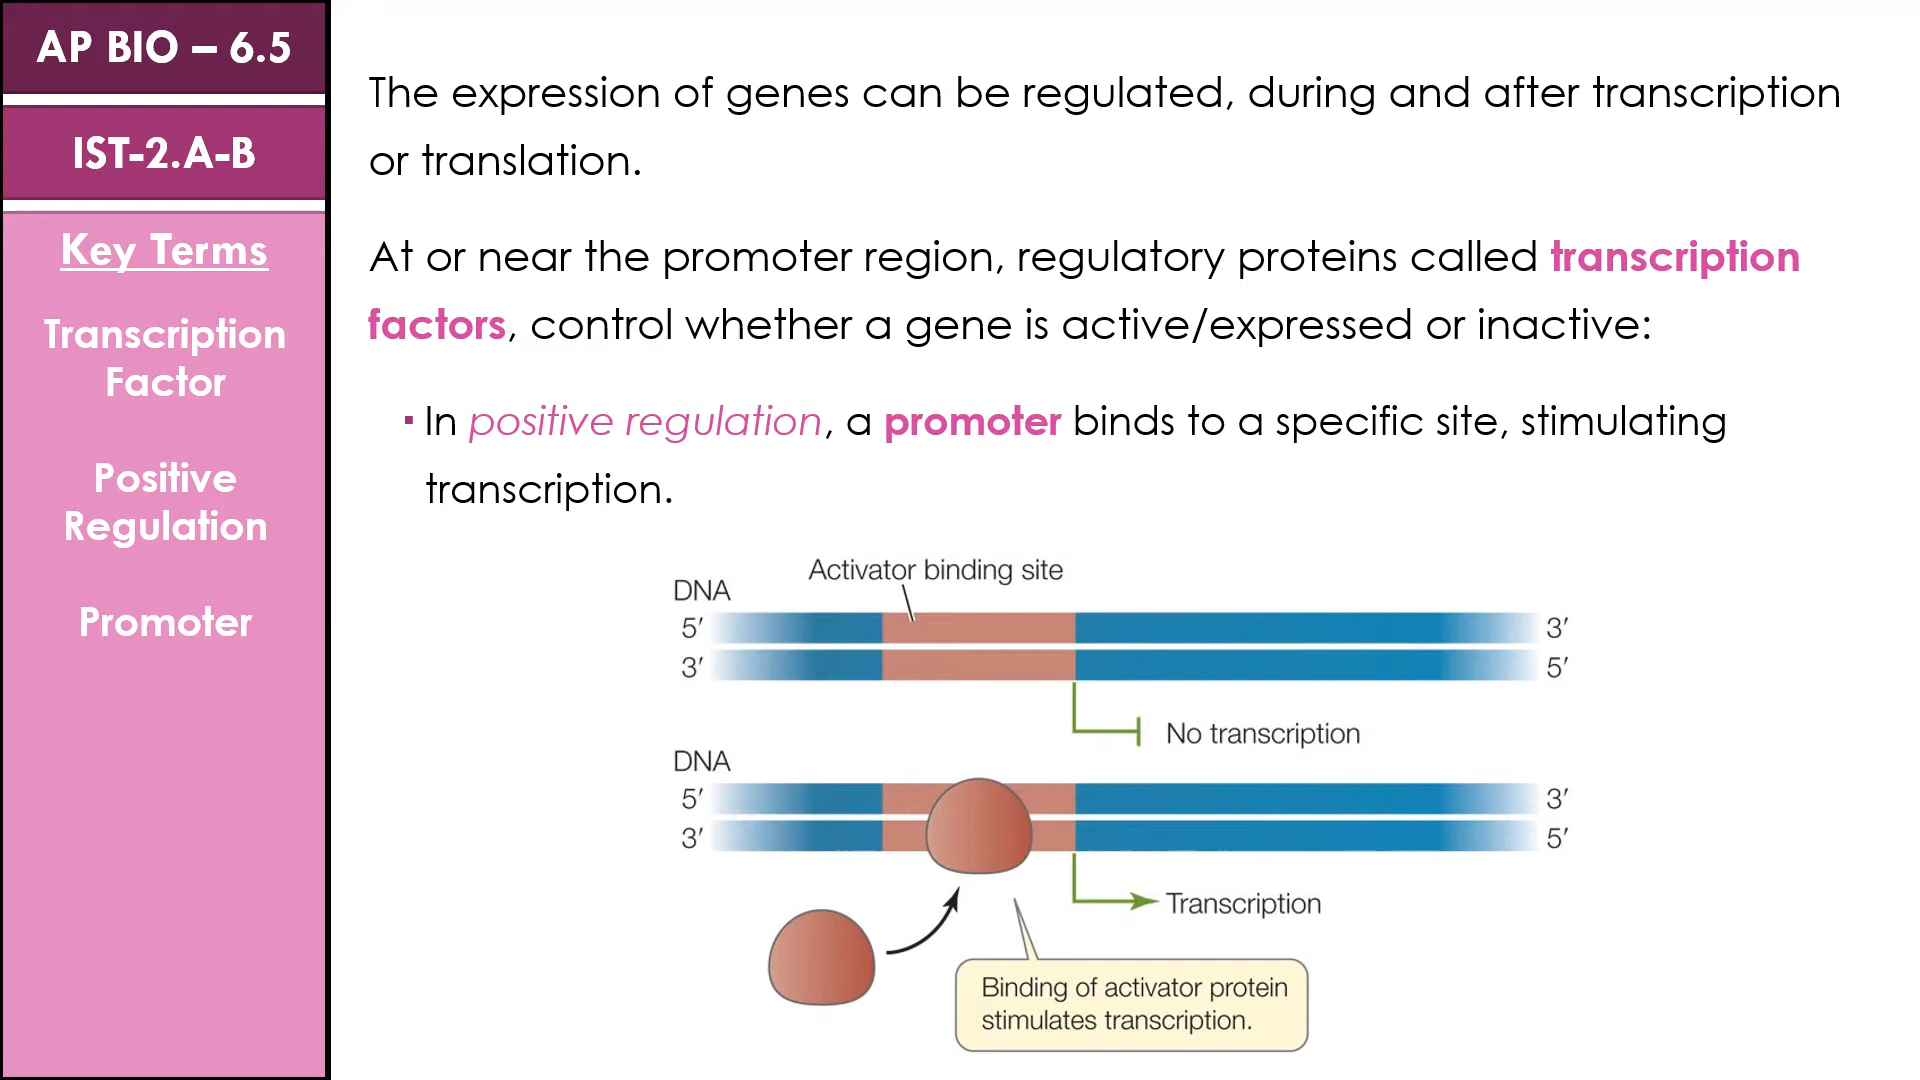 AP BIO – 6.5
IST-2.A-B
Key Terms
Transcription
Factor
Positive
Regulation
Promoter
The expression of genes can be regulated, during and after transcription
or translation.
At or near the promoter region, regulatory proteins called transcription
factors, control whether a gene is active/expressed or inactive:
▪ In positive regulation, a promoter binds to a specific site, stimulating
transcription.
Activator binding site
DNA
5′ 3′
3′ 5′
No transcription
DNA
5′ 3′
3′ 5′
Transcription
Binding of activator protein
stimulates transcription.